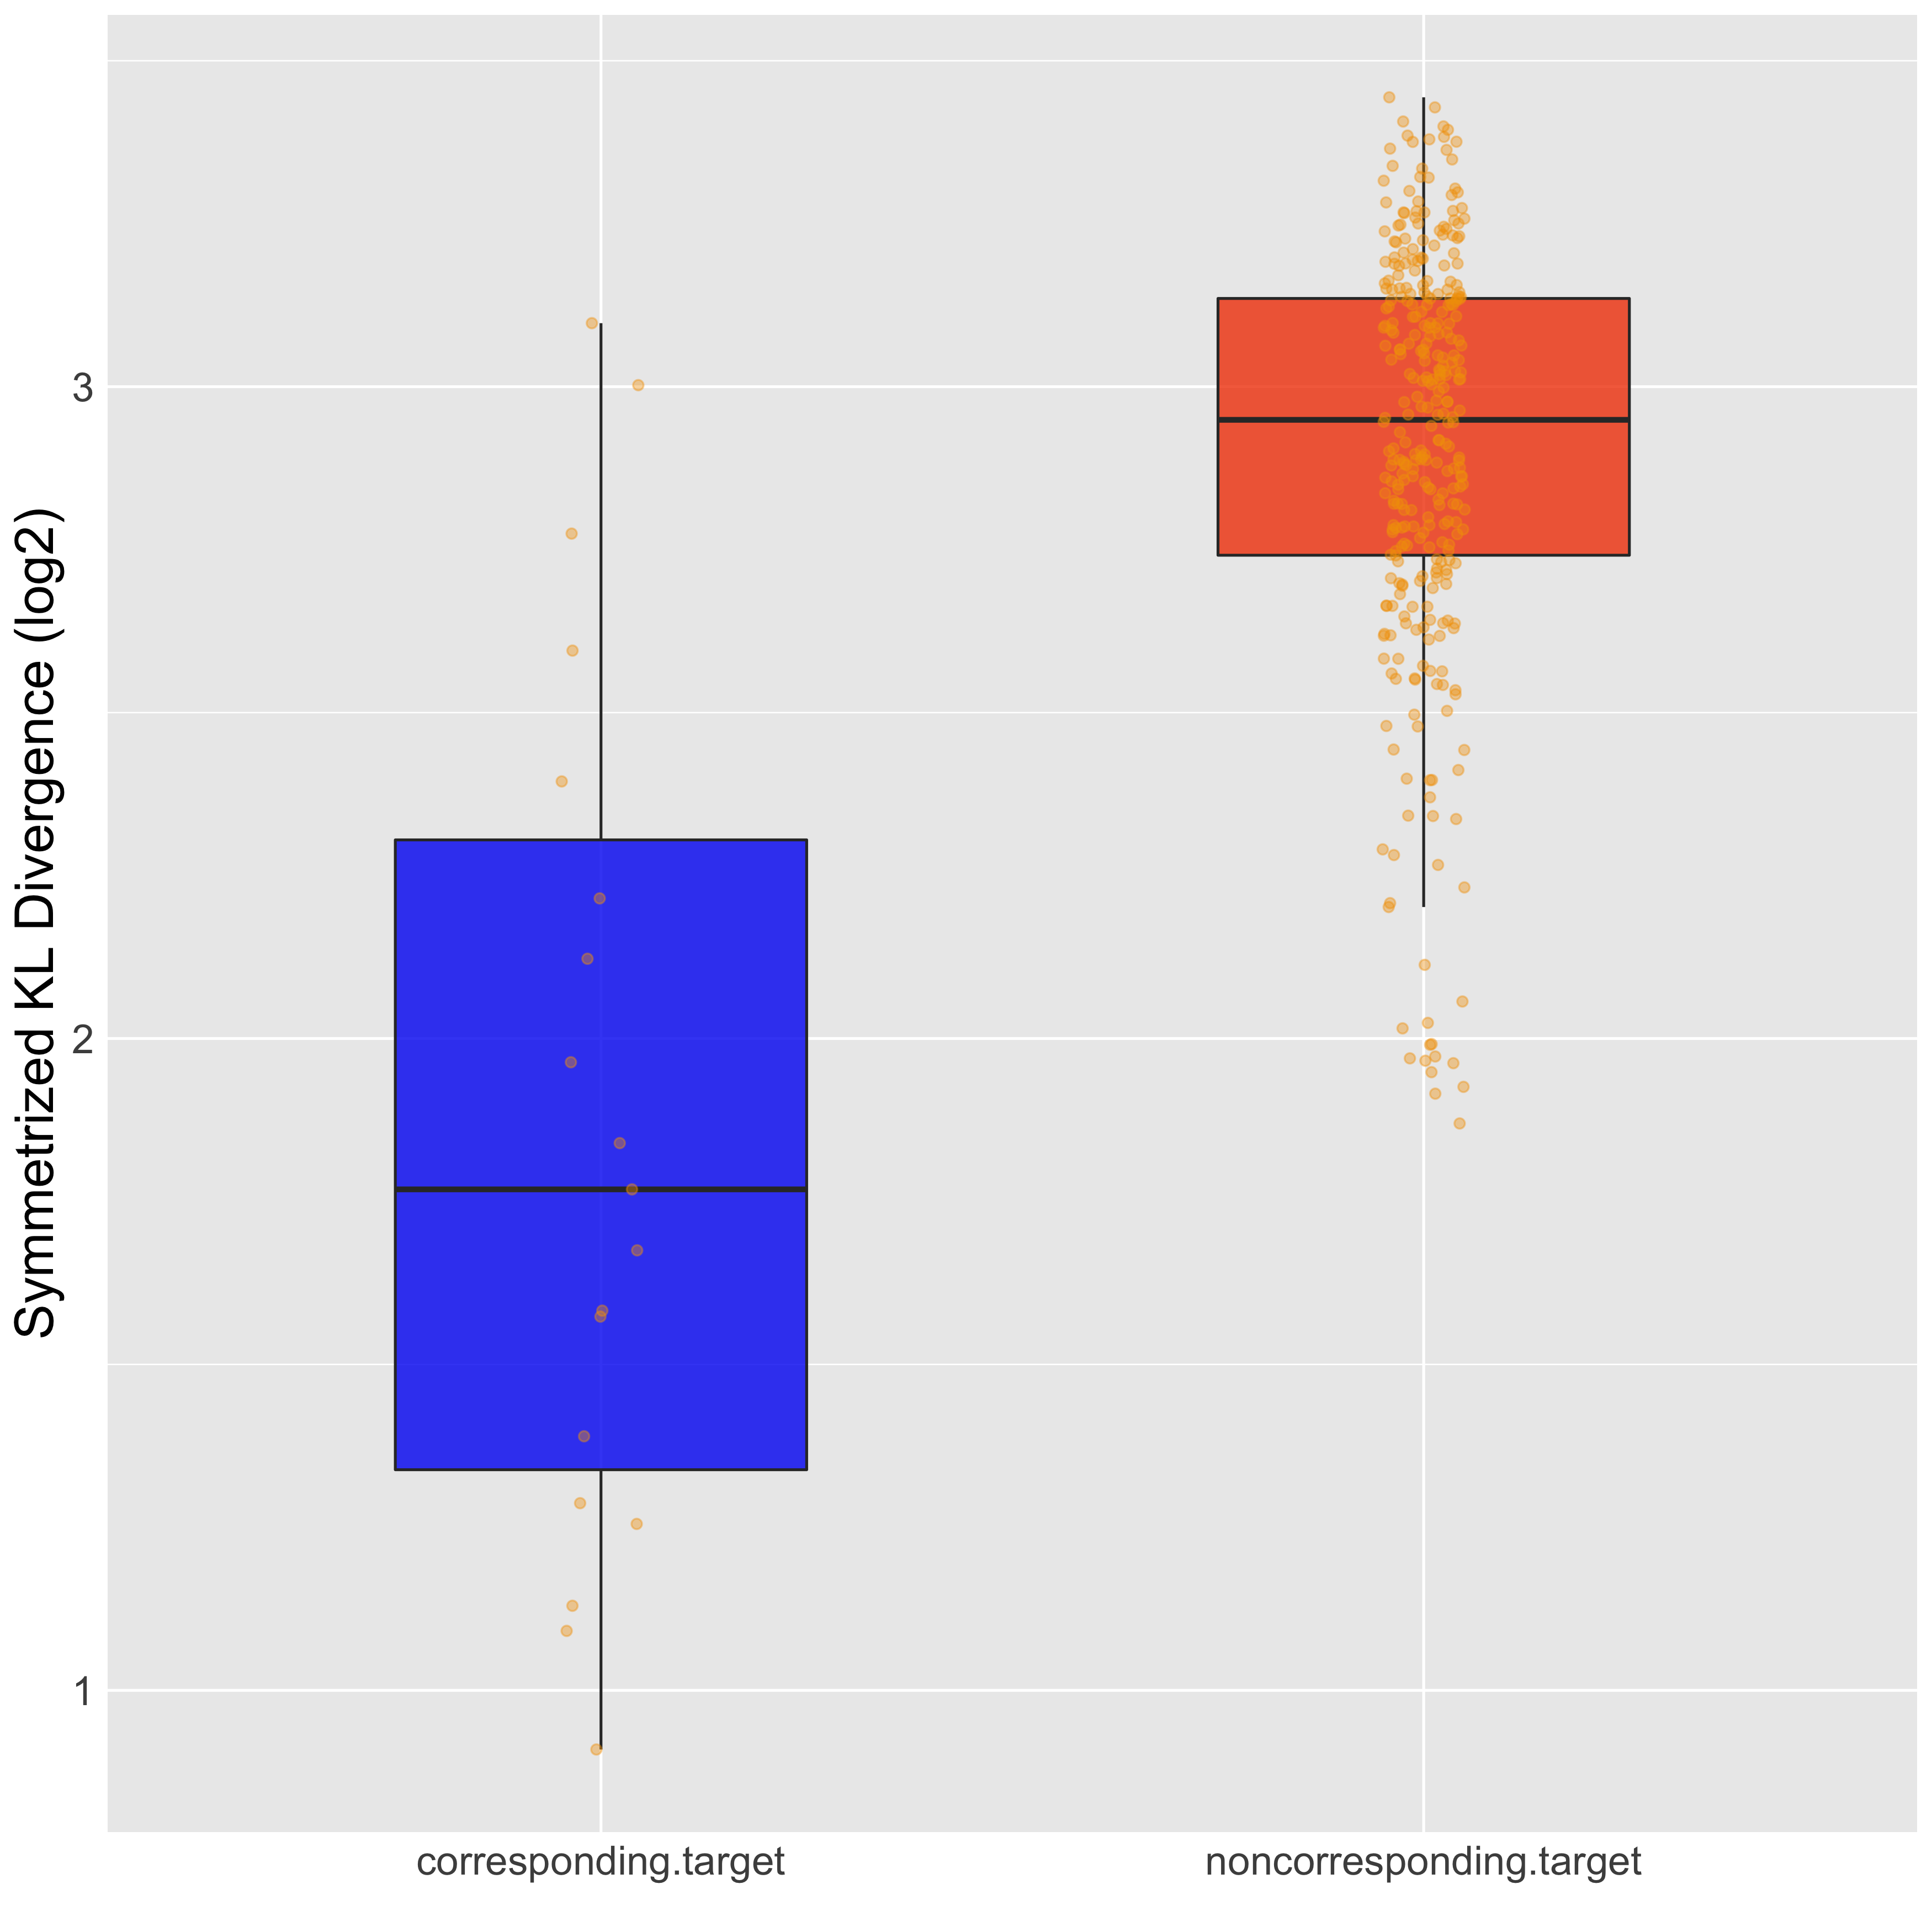 Symmetrized KL Divergence (log2)
3
2
1
corresponding.target
noncorresponding.target